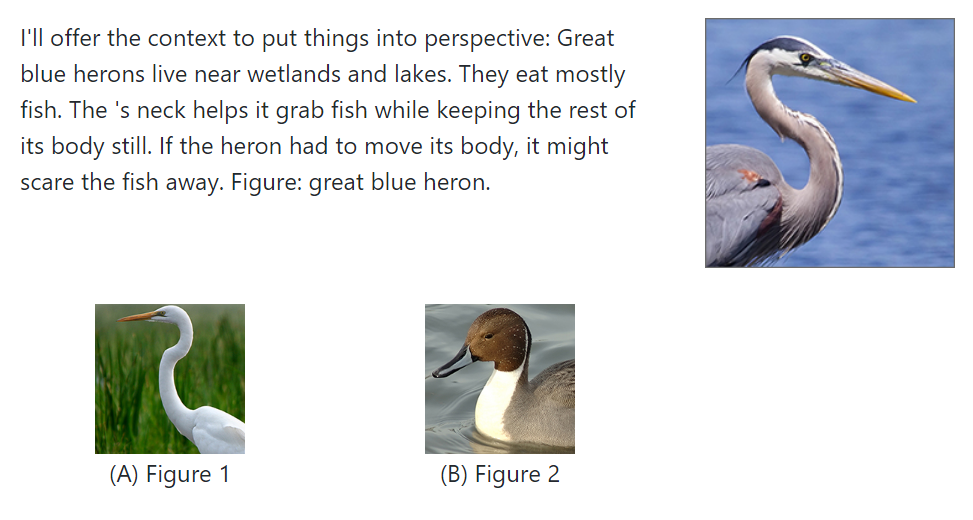 I'll offer the context to put things into perspective: Great
blue herons live near wetlands and lakes. They eat mostly
fish. The 's neck helps it grab fish while keeping the rest of
its body still. If the heron had to move its body, it might
scare the fish away. Figure: great blue heron.
(A) Figure 1
(B) Figure 2